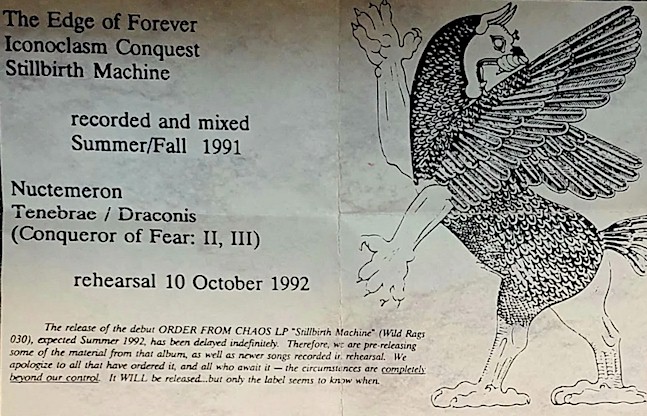 The Edge of Forever
Iconoclasm Conquest
Stillbirth Machine
recorded and mixed
Summer/Fall 1991
Nuctemeron
Tenebrae / Draconis
(Conqueror of Fear: II, III)
rehearsal 10 October 1992
The release of the debut ORDER FROM CHAOS LP "Stillbirth Machine" (Wild Rags
030), expected Summer 1992, has been delayed indefinitely. Therefore, we are pre-releasing
some of the material from that album, as well as newer songs recorded in rehearsal. We
apologize to all that have ordered it, and all who await it — the circumstances are completely
beyond our control. It WILL be released...but only the label seems to know when.